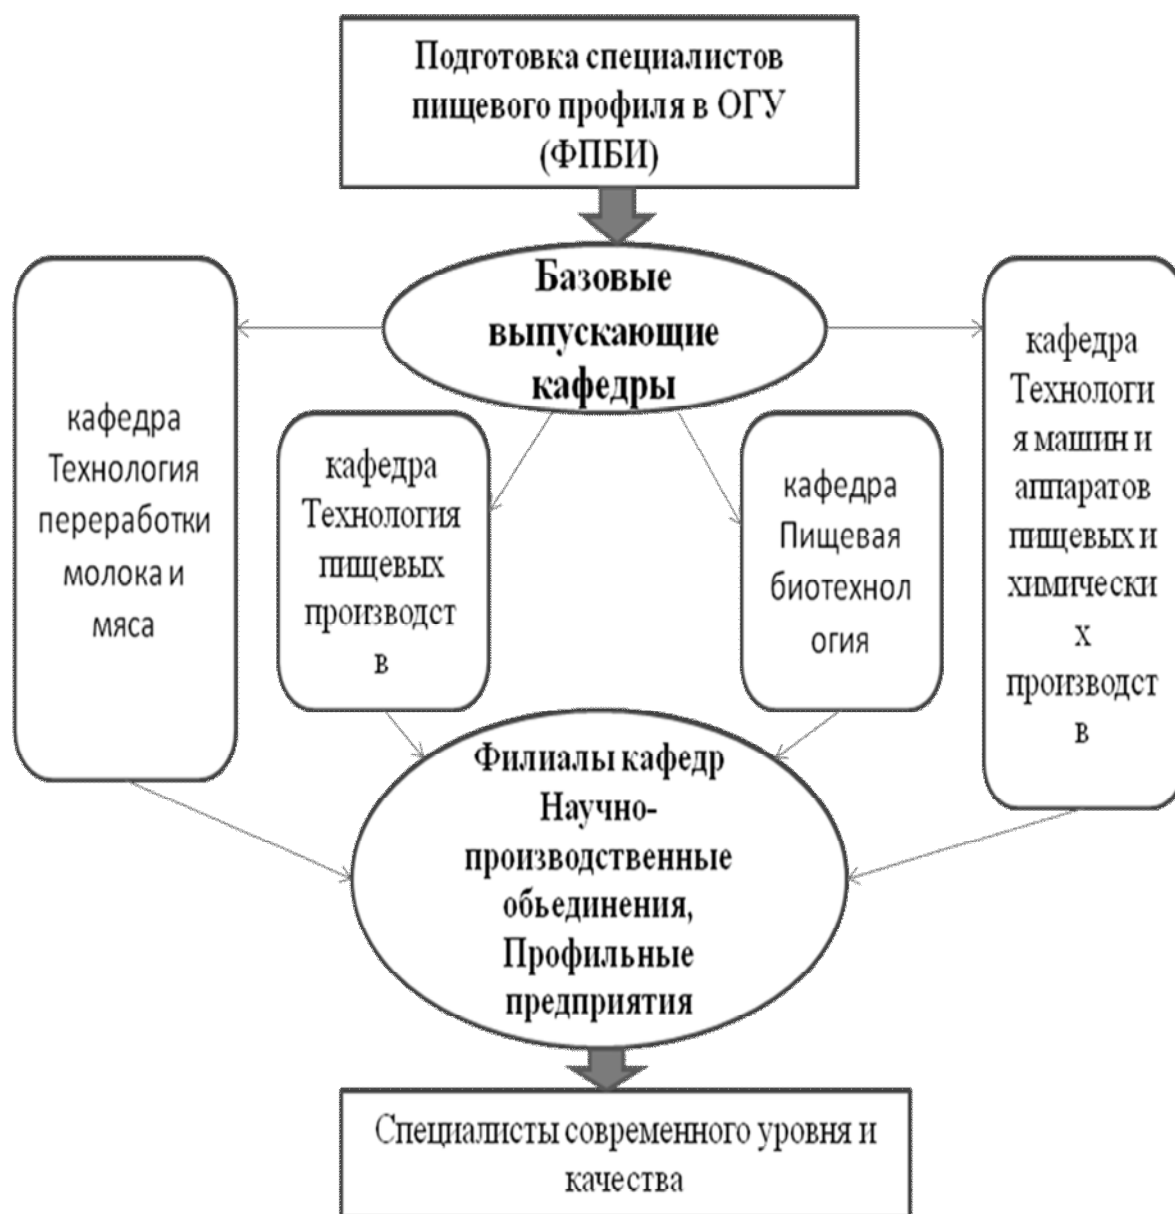 Подготовка специалистов
пищевого профиля в ОГУ
(ФПБИ)
Базовые
выпускающие
кафедры
кафедра
Технология
переработки
молока и
мяса
кафедра
Технология
пищевых
производст
в
кафедра
Пищевая
биотехнол
огия
кафедра
Технологи
я машин и
аппаратов
пищевых и
химически
х
производст
в
Филиалы кафедр
Научно-
производственные
обьединения,
Профильные
предприятия
Специалисты современного уровня и
качества